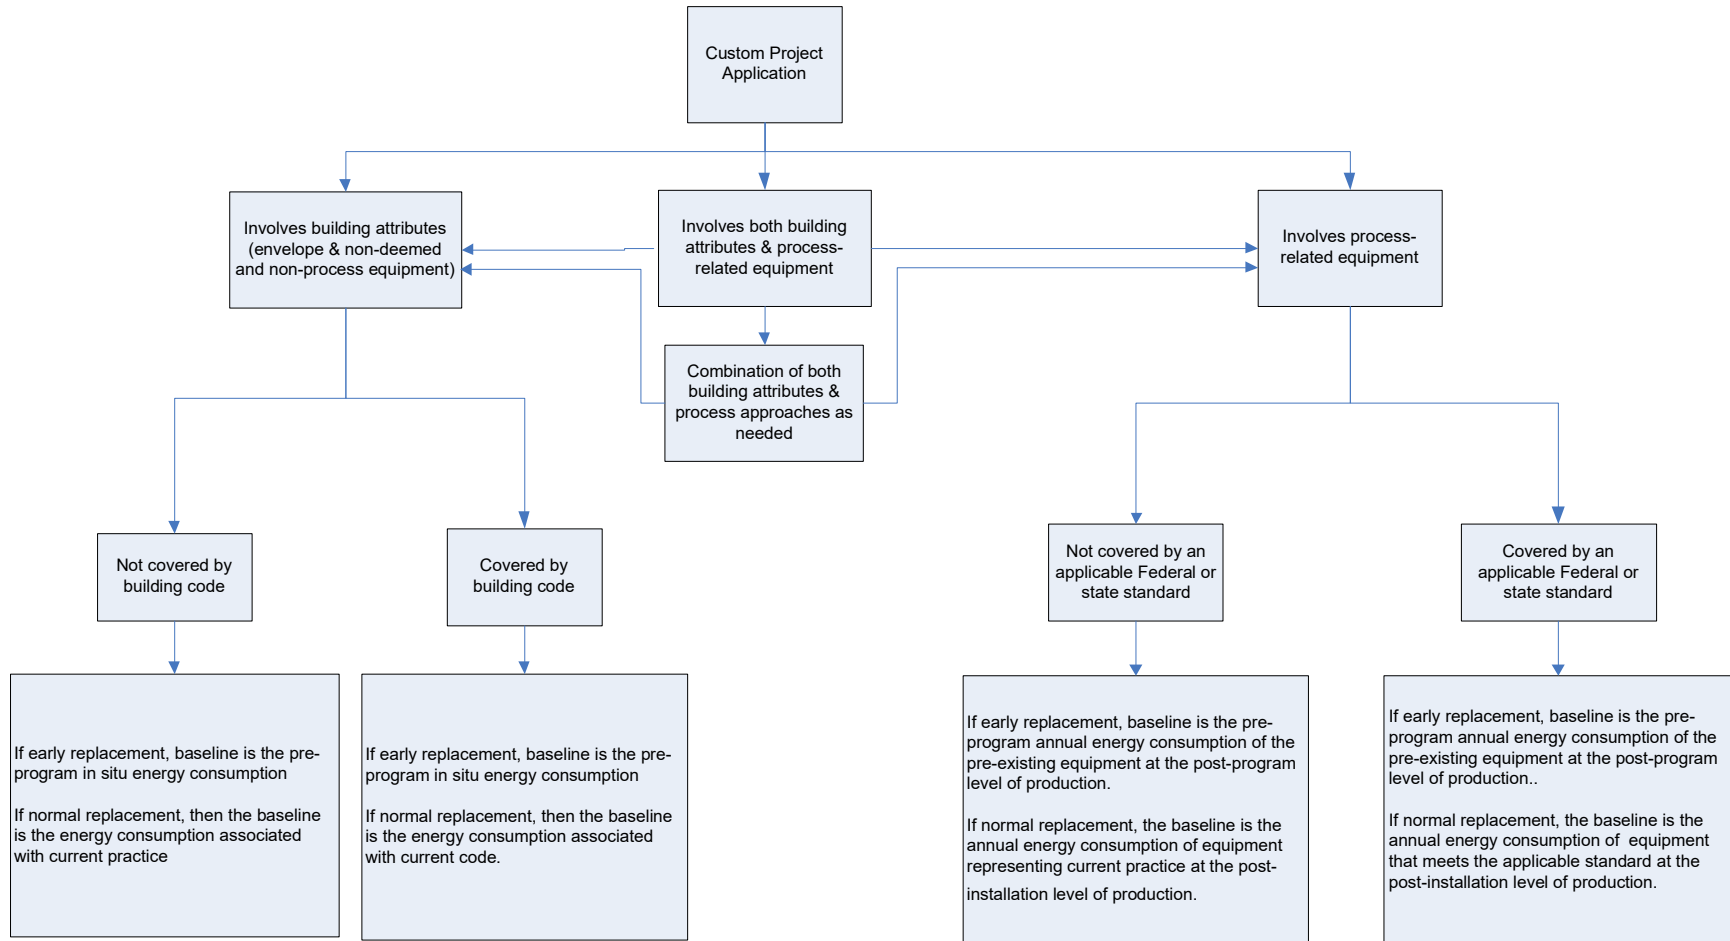 Custom Project
Application
Involves building attributes
(envelope & non-deemed
and non-process equipment)
Involves both building
attributes & process-
related equipment
Involves process-
related equipment
Combination of both
building attributes &
process approaches as
needed
Not covered by
building code
Covered by
building code
Not covered by an
applicable Federal or
state standard
Covered by an
applicable Federal or
state standard
If early replacement, baseline is the pre-
program in situ energy consumption
If normal replacement, then the baseline
is the energy consumption associated
with current practice
If early replacement, baseline is the pre-
program in situ energy consumption
If normal replacement, then the baseline
is the energy consumption associated
with current code.
If early replacement, baseline is the pre-
program annual energy consumption of the
pre-existing equipment at the post-program
level of production.
If normal replacement, the baseline is the
annual energy consumption of equipment
representing current practice at the post-
installation level of production.
If early replacement, baseline is the pre-
program annual energy consumption of the
pre-existing equipment at the post-program
level of production..
If normal replacement, the baseline is the
annual energy consumption of  equipment
that meets the applicable standard at the
post-installation level of production.